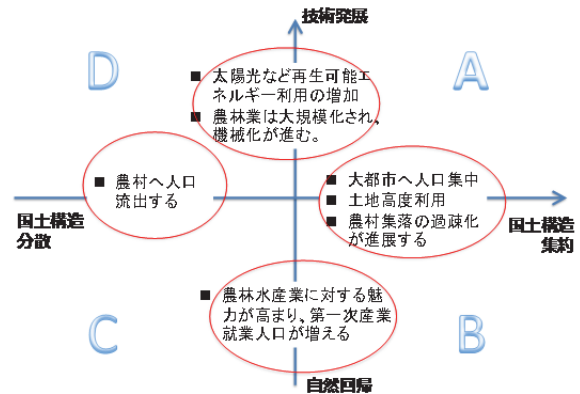 技術発展
D
A
■ 太陽光など再生可能エ
ネルギー利用の増加
■ 農林業は大規模化され、
機械化が進む。
■ 農村へ人口
流出する
■ 大都市へ人口集中
■ 土地高度利用
■ 農村集落の過疎化
が進展する
国土構造
分散
国土構造
集約
■ 農林水産業に対する魅
力が高まり、第一次産業
就業人口が増える
C
B
自然回帰